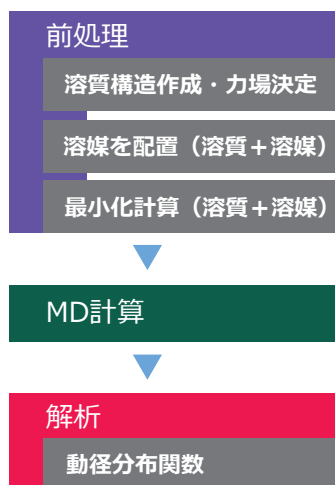 前処理
溶質構造作成・力場決定
溶媒を配置（溶質＋溶媒）
最小化計算（溶質＋溶媒）
MD計算
解析
動径分布関数